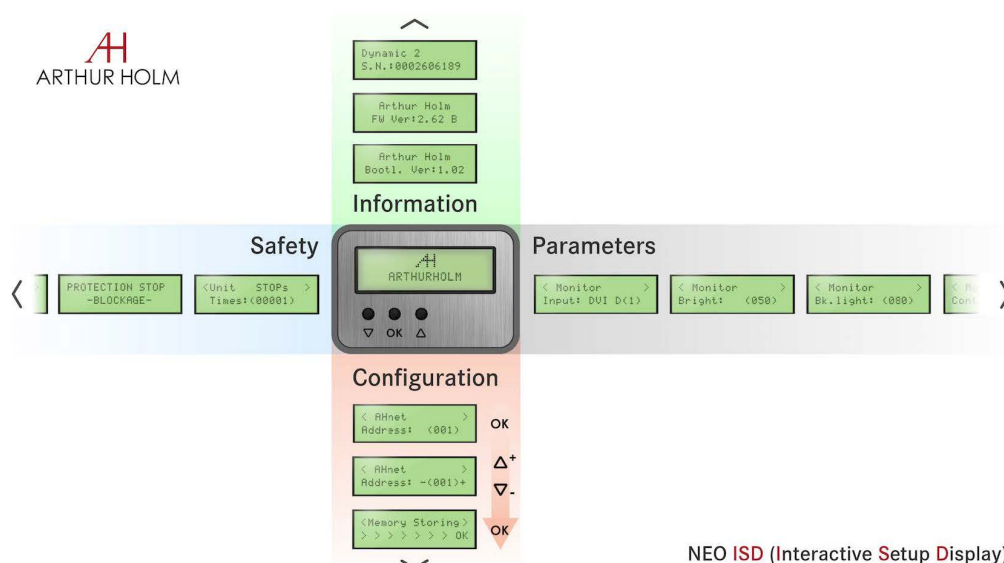 AH
ARTHUR HOLM
Dynamic 2
S.N.:0002606189
Arthur Holm
FW Ver:2.62 B
Arthur Holm
Bootl. Ver:1.02
Information
Safety
Parameters
PROTECTION STOP
-BLOCKAGE-
<Unit STOPs >
Times:(00001)
AH
ARTHURHOLM
▽ OK △
< Monitor >
Input: DVI D(1)
< Monitor >
Bright: (050)
< Monitor >
Bk.light: (080)
Configuration
< AHnet >
Address: (001)
OK
< AHnet >
Address: -(001)+
△+
▽-
<Memory Storing>
> > > > > > > OK
OK
NEO ISD (Interactive Setup Display)